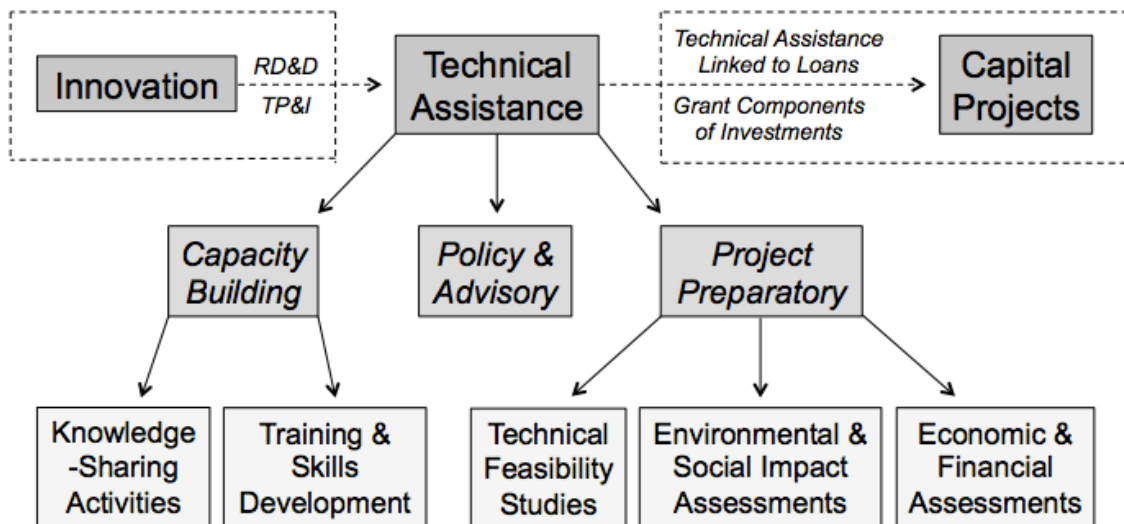 Innovation
RD&D
TP&I
Technical
Assistance
Technical Assistance
Linked to Loans
Grant Components
of Investments
Capital
Projects
Capacity
Building
Policy &
Advisory
Project
Preparatory
Knowledge
-Sharing
Activities
Training &
Skills
Development
Technical
Feasibility
Studies
Environmental &
Social Impact
Assessments
Economic &
Financial
Assessments